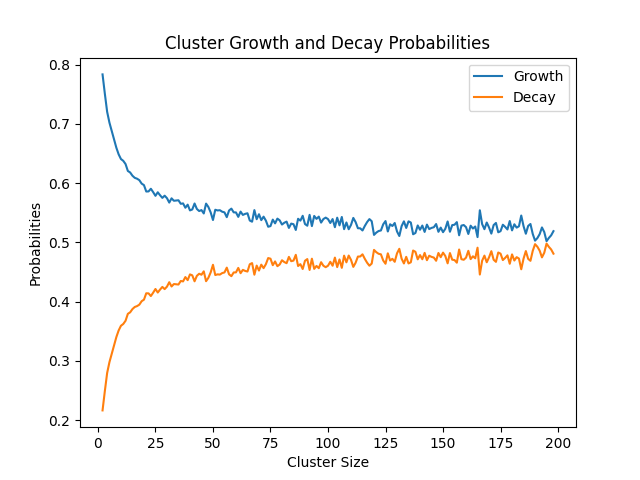 Cluster Growth and Decay Probabilities
Growth
Decay
0.8
0.7
0.6
0.5
0.4
0.3
0.2
Probabilities
0 25 50 75 100 125 150 175 200
Cluster Size